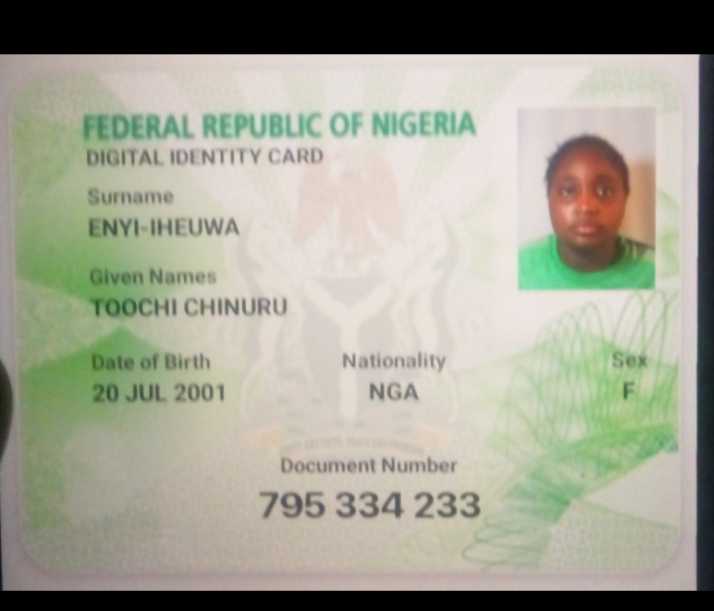 FEDERAL REPUBLIC OF NIGERIA
DIGITAL IDENTITY CARD
Surname
ENYI-IHEUWA
Given Names
TOOCHI CHINURU
Date of Birth Nationality Sex
20 JUL 2001 NGA F
Document Number
795 334 233